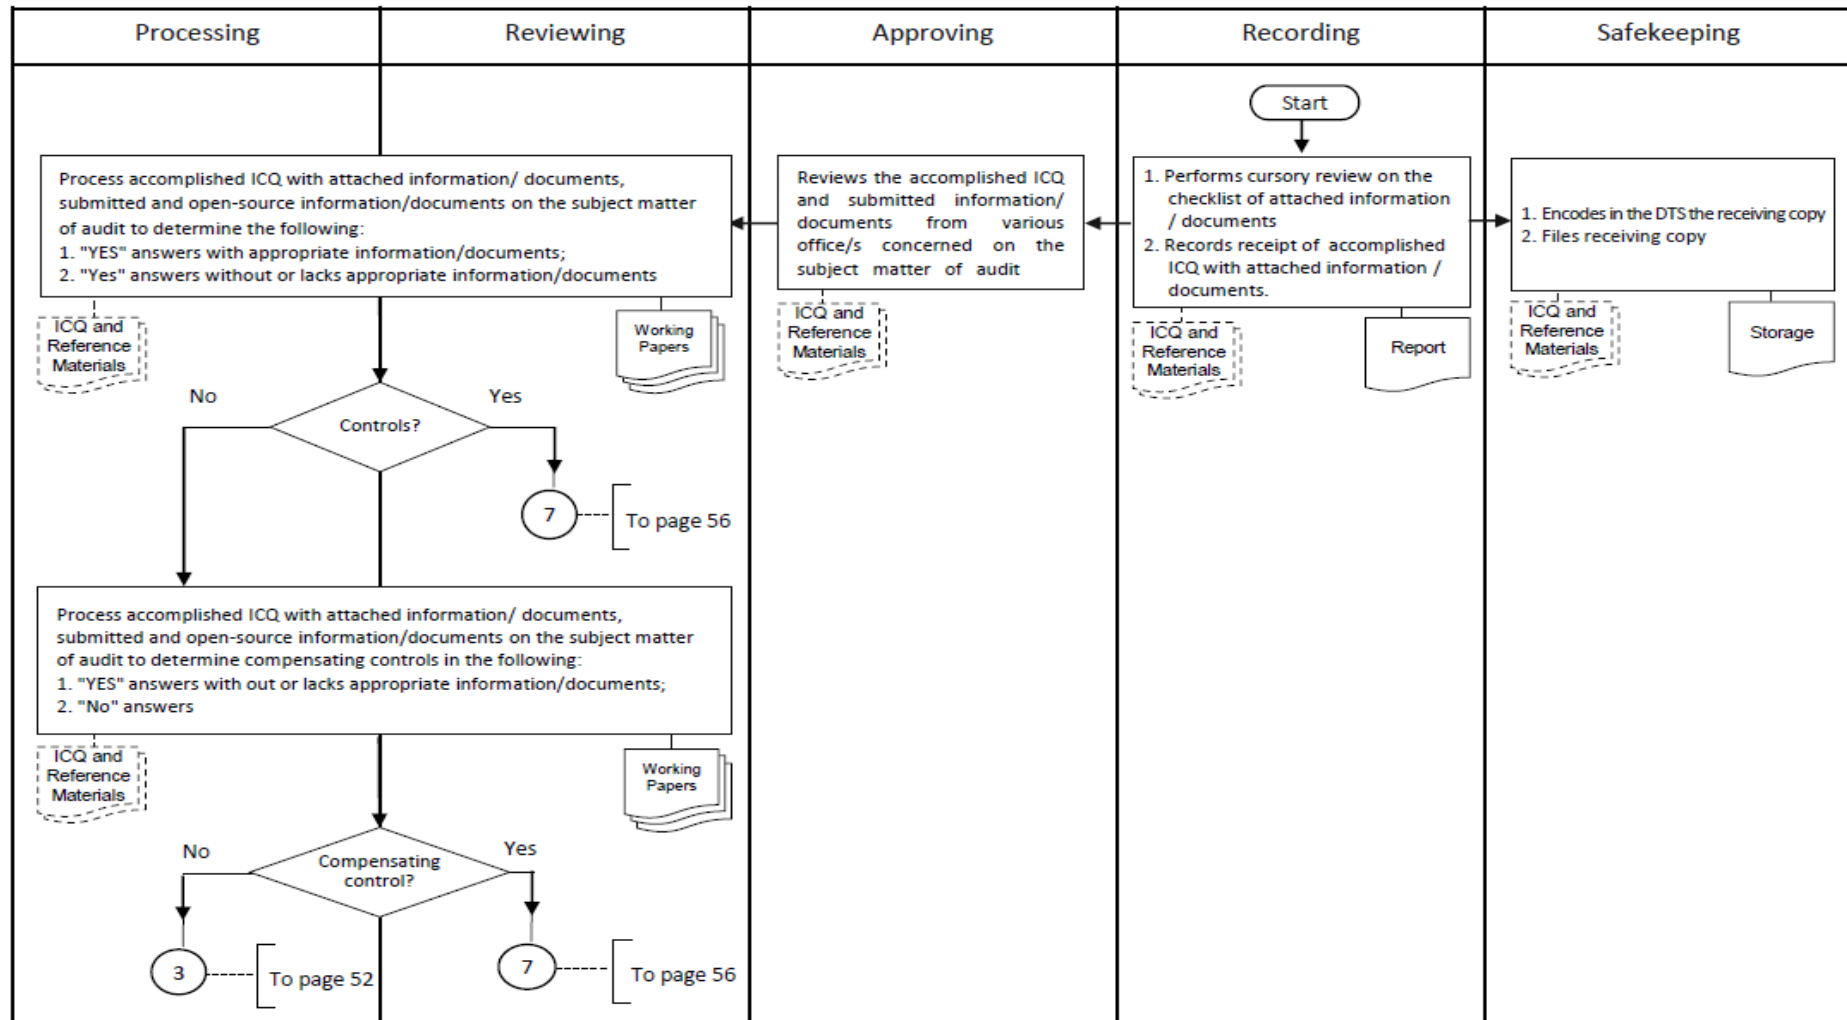 Processing
Reviewing
Approving
Recording
Safekeeping
Start
Process accomplished ICQ with attached information/ documents,
submitted and open-source information/documents on the subject matter
of audit to determine the following:
1. "YES" answers with appropriate information/documents;
2. "Yes" answers without or lacks appropriate information/documents
Reviews the accomplished ICQ
and submitted information/
documents from various
office/s concerned on the
subject matter of audit
1. Performs cursory review on the
checklist of attached information
/ documents
2. Records receipt of accomplished
ICQ with attached information /
documents.
1. Encodes in the DTS the receiving copy
2. Files receiving copy
ICQ and
Reference
Materials
Working
Papers
ICQ and
Reference
Materials
ICQ and
Reference
Materials
Report
ICQ and
Reference
Materials
Storage
No
Yes
Controls?
7
To page 56
Process accomplished ICQ with attached information/ documents,
submitted and open-source information/documents on the subject matter
of audit to determine compensating controls in the following:
1. "YES" answers with out or lacks appropriate information/documents;
2. "No" answers
ICQ and
Reference
Materials
Working
Papers
No
Yes
Compensating
control?
3
To page 52
7
To page 56